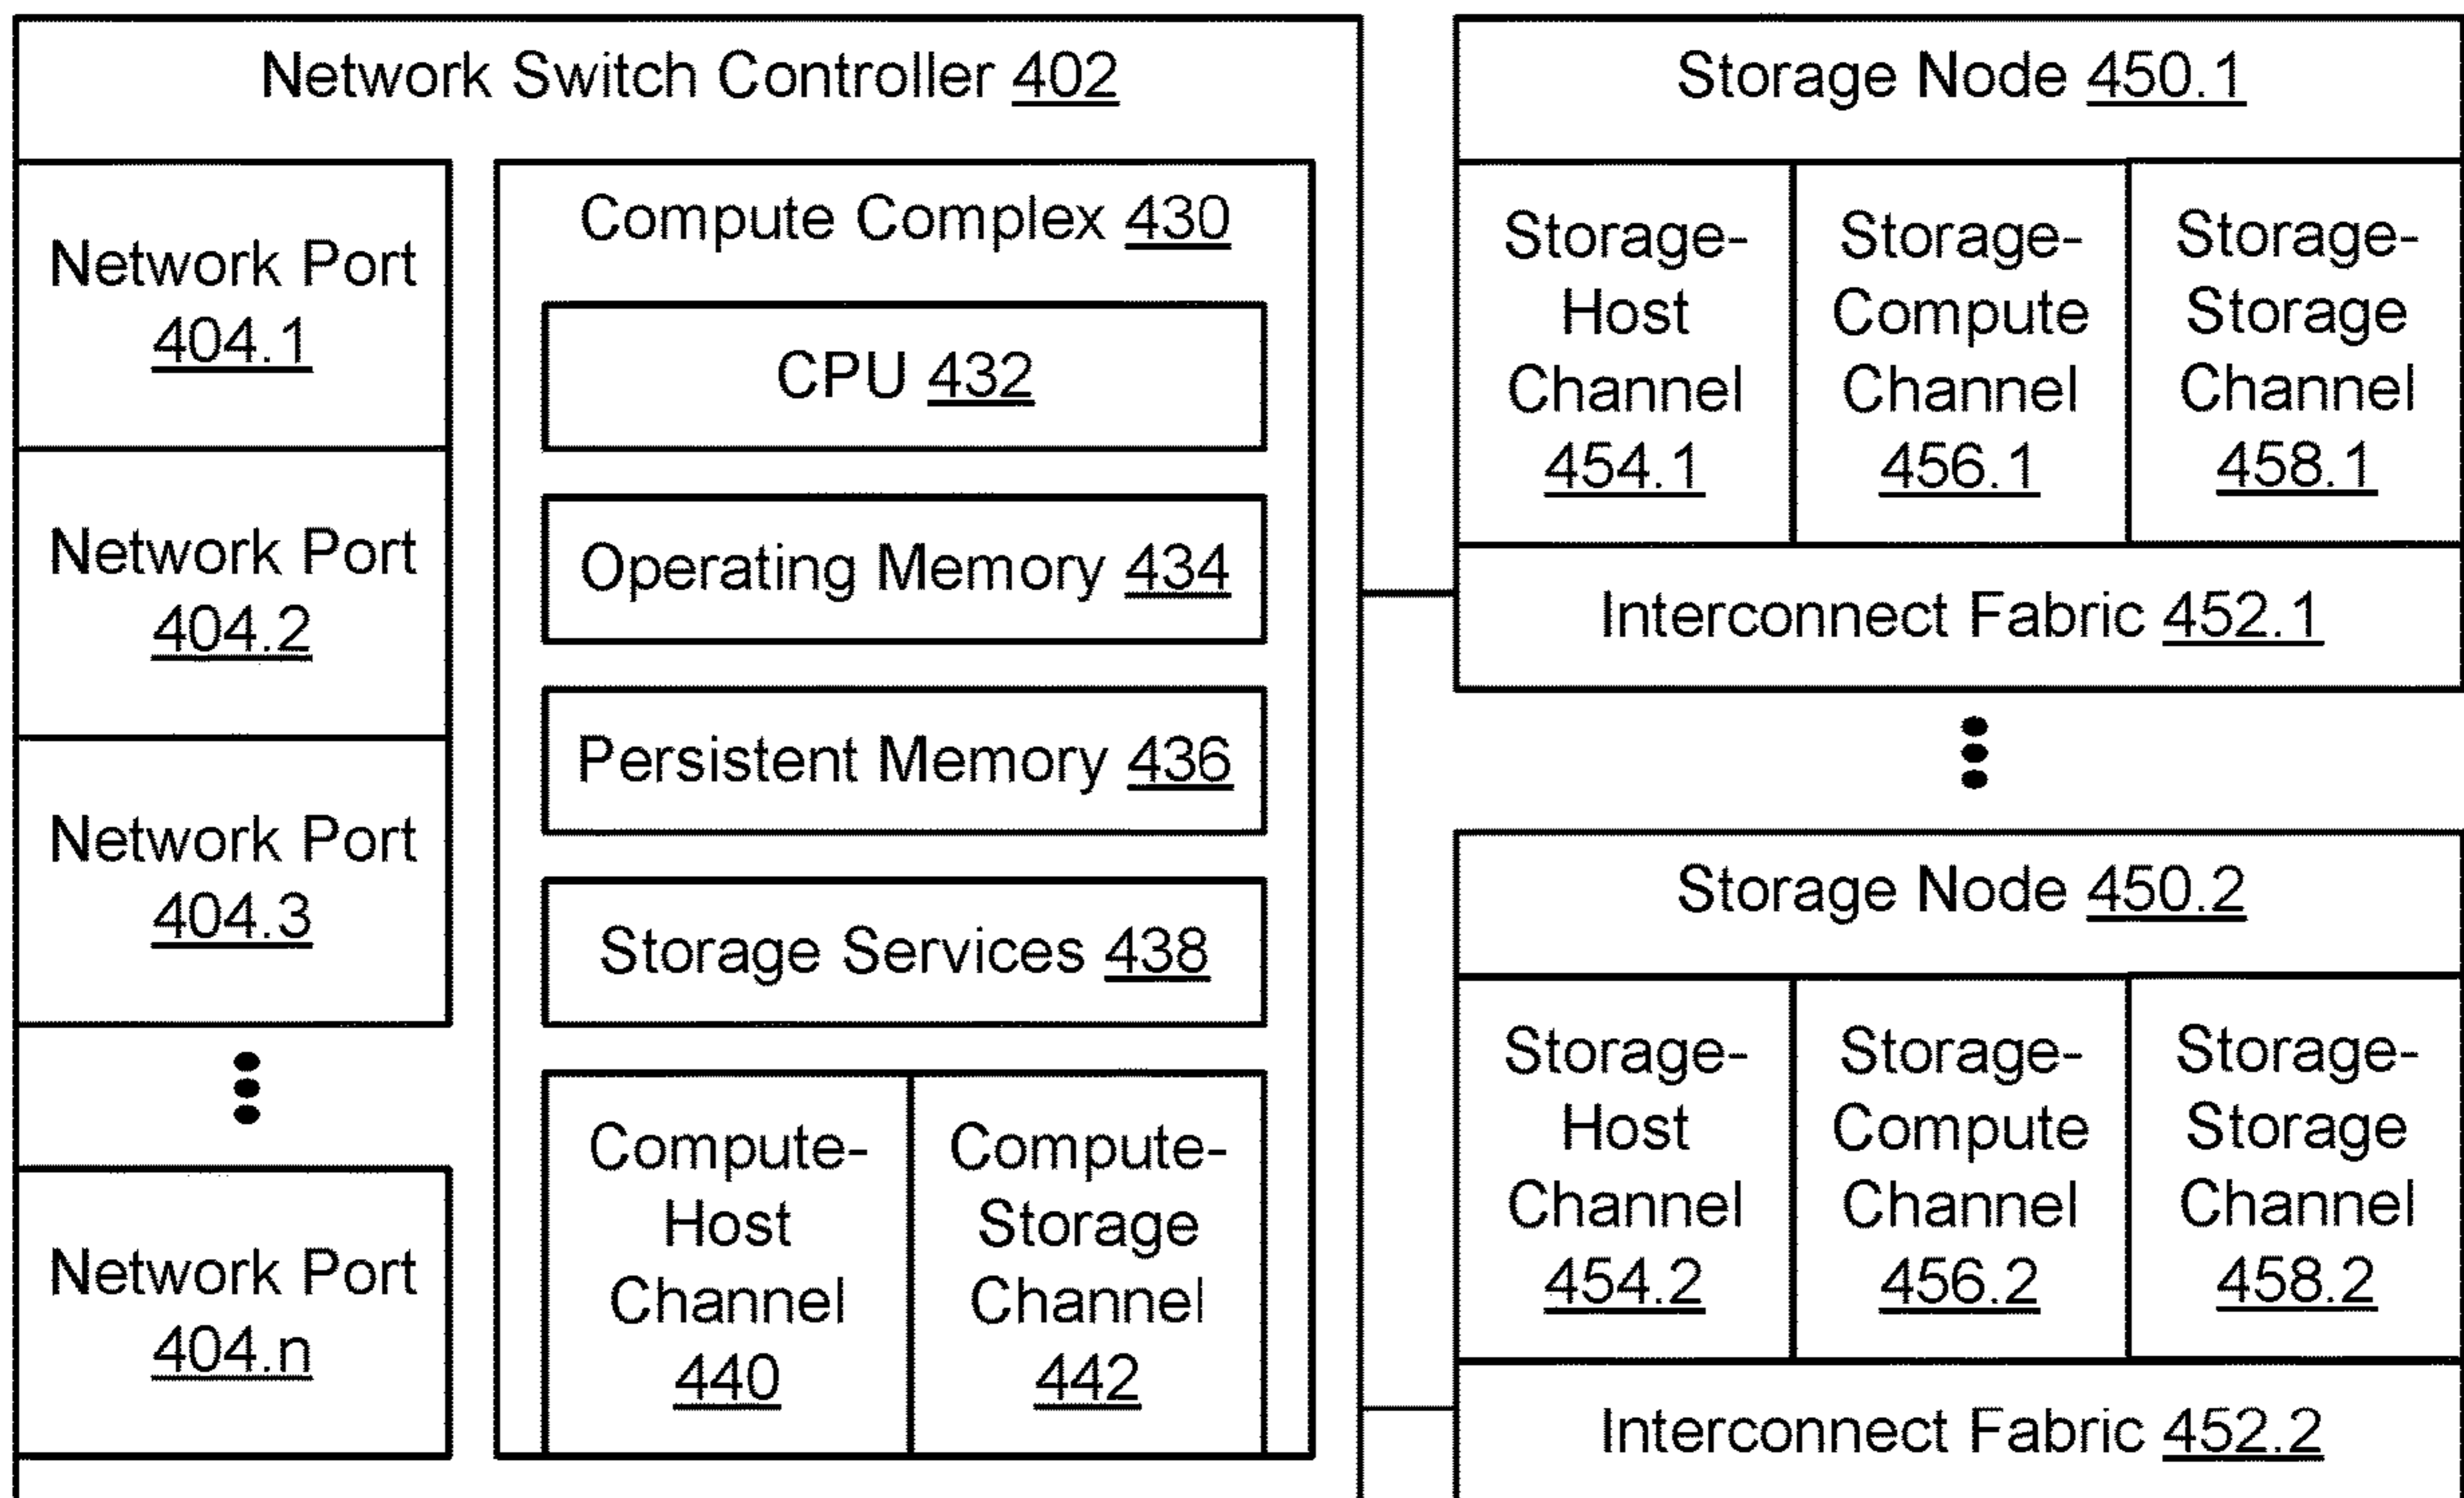 Network Switch Controller 402
Network Port
404.1
Network Port
404.2
Network Port
404.3
Network Port
404.n
Compute Complex 430
CPU 432
Operating Memory 434
Persistent Memory 436
Storage Services 438
Compute-
Host
Channel
440
Compute-
Storage
Channel
442
Storage Node 450.1
Storage-
Host
Channel
454.1
Storage-
Compute
Channel
456.1
Storage-
Storage
Channel
458.1
Interconnect Fabric 452.1
Storage Node 450.2
Storage-
Host
Channel
454.2
Storage-
Compute
Channel
456.2
Storage-
Storage
Channel
458.2
Interconnect Fabric 452.2